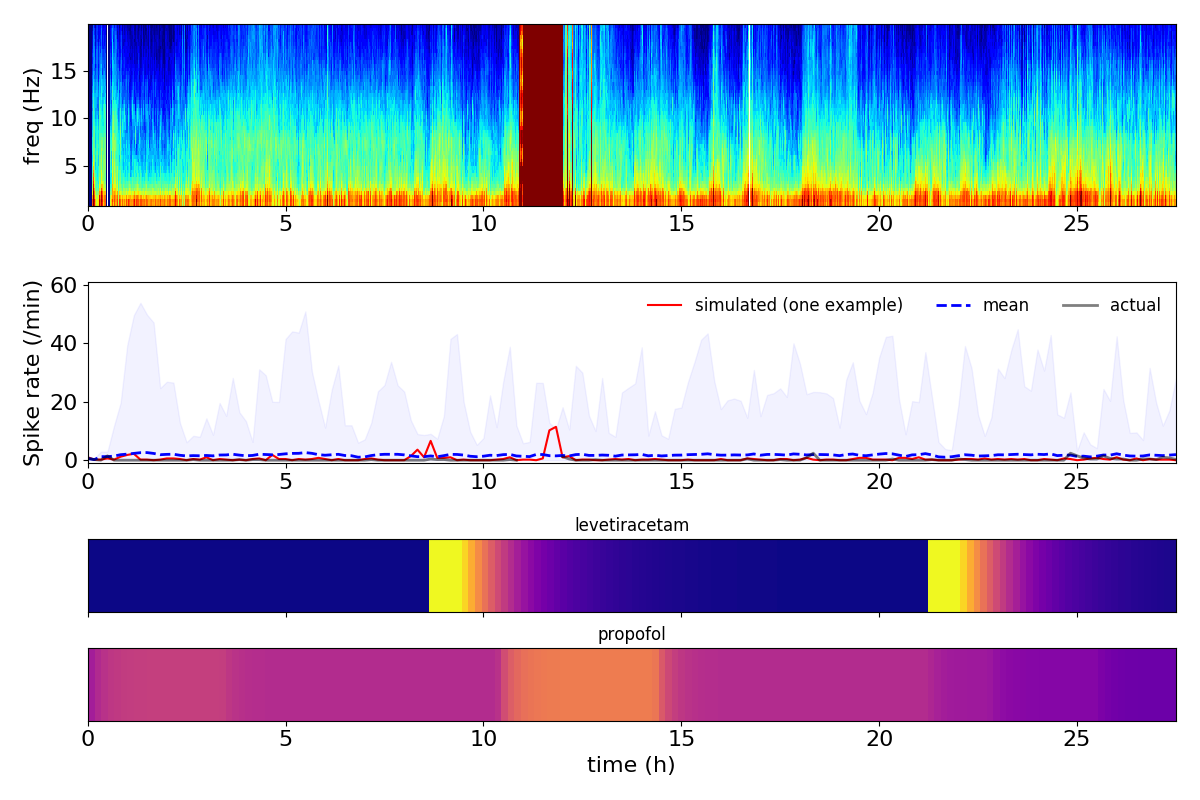 freq (Hz)
15
10
5
0 5 10 15 20 25
Spike rate (/min)
60
40
20
0
simulated (one example) mean actual
0 5 10 15 20 25
levetiracetam
propofol
0 5 10 15 20 25
time (h)